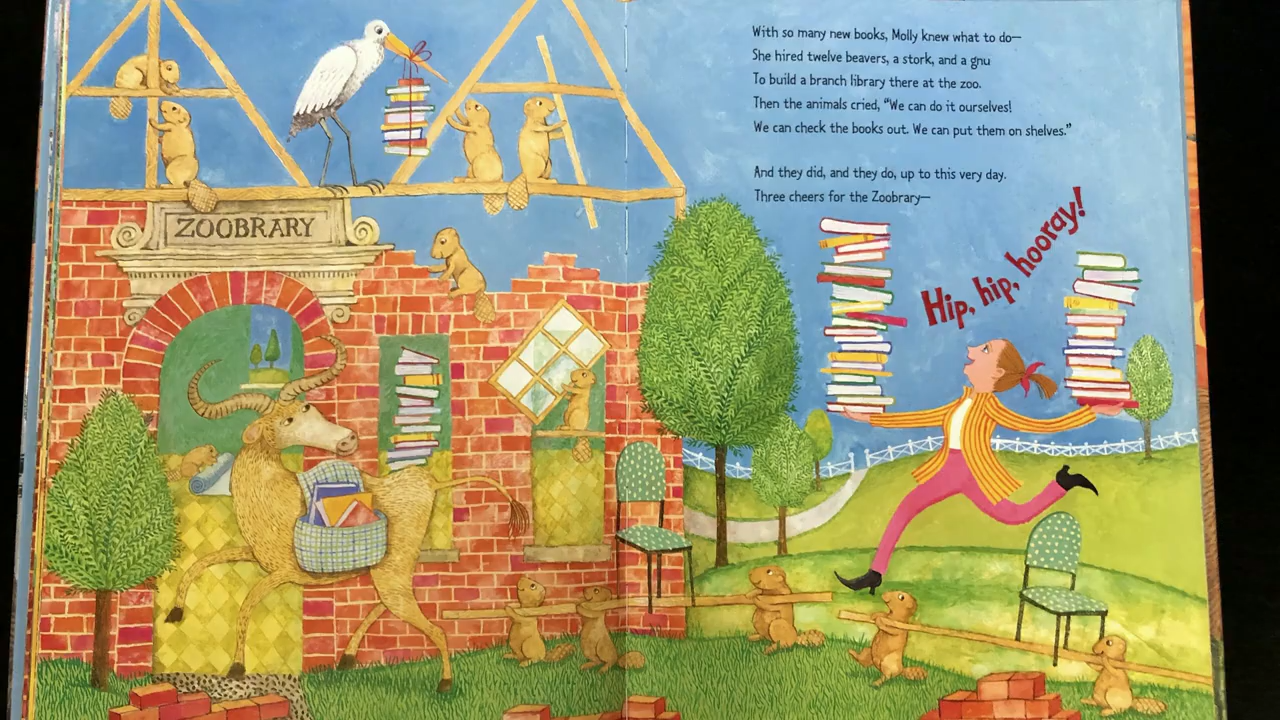 With so many new books, Molly knew what to do—
She hired twelve beavers, a stork, and a gnu
To build a branch library there at the zoo.
Then the animals cried, “We can do it ourselves!
We can check the books out. We can put them on shelves.”
And they did, and they do, up to this very day.
Three cheers for the Zoobrary—
Hip, hip, hooray!
ZOOBRARY